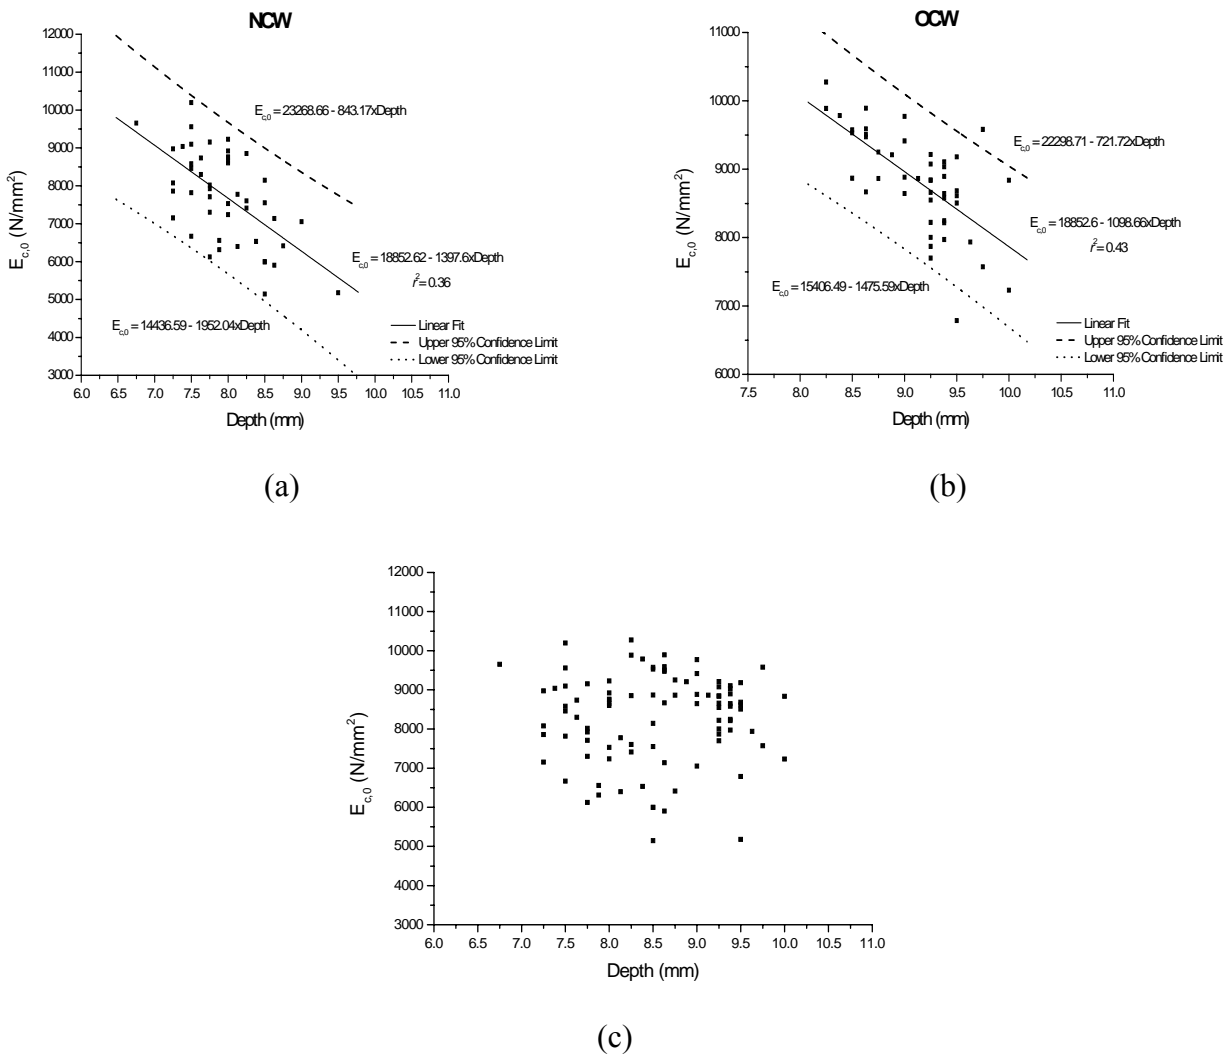 NCW
12000
11000
10000
9000
8000
7000
6000
5000
4000
3000
E_c,0 (N/mm²)
E_c,0 = 23268.66 - 843.17xDepth
E_c,0 = 18852.62 - 1397.6xDepth
r² = 0.36
E_c,0 = 14436.59 - 1952.04xDepth
Linear Fit
Upper 95% Confidence Limit
Lower 95% Confidence Limit
6.0 6.5 7.0 7.5 8.0 8.5 9.0 9.5 10.0 10.5 11.0
Depth (mm)
(a)
OCW
11000
10000
9000
8000
7000
6000
E_c,0 (N/mm²)
E_c,0 = 22298.71 - 721.72xDepth
E_c,0 = 18852.6 - 1098.66xDepth
r² = 0.43
E_c,0 = 15406.49 - 1475.59xDepth
Linear Fit
Upper 95% Confidence Limit
Lower 95% Confidence Limit
7.5 8.0 8.5 9.0 9.5 10.0 10.5 11.0
Depth (mm)
(b)
12000
11000
10000
9000
8000
7000
6000
5000
4000
3000
E_c,0 (N/mm²)
6.0 6.5 7.0 7.5 8.0 8.5 9.0 9.5 10.0 10.5 11.0
Depth (mm)
(c)